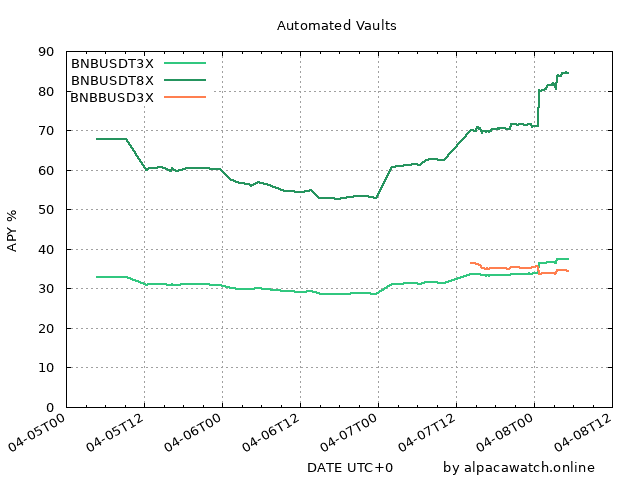 Automated Vaults
BNBUSDT3X
BNBUSDT8X
BNBBUSD3X
APY %
90
80
70
60
50
40
30
20
10
0
04-05T00
04-05T12
04-06T00
04-06T12
04-07T00
04-07T12
04-08T00
04-08T12
DATE UTC+0
by alpacawatch.online